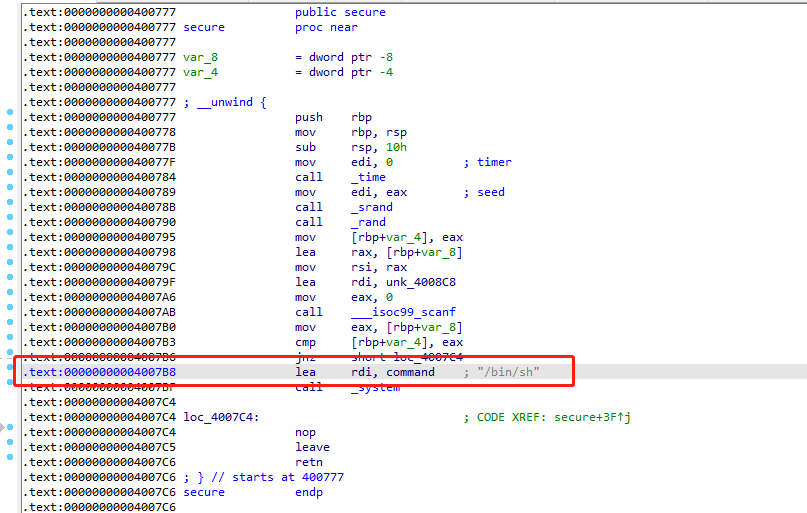 .text:0000000000400777 public secure
.text:0000000000400777 secure proc near
.text:0000000000400777
.text:0000000000400777 var_8 = dword ptr -8
.text:0000000000400777 var_4 = dword ptr -4
.text:0000000000400777
.text:0000000000400777 ; __unwind {
.text:0000000000400777 push rbp
.text:0000000000400778 mov rbp, rsp
.text:000000000040077B sub rsp, 10h
.text:000000000040077F mov edi, 0 ; timer
.text:0000000000400784 call _time
.text:0000000000400789 mov edi, eax ; seed
.text:000000000040078B call _srand
.text:0000000000400790 call _rand
.text:0000000000400795 mov [rbp+var_4], eax
.text:0000000000400798 lea rax, [rbp+var_8]
.text:000000000040079C mov rsi, rax
.text:000000000040079F lea rdi, unk_4008C8
.text:00000000004007A6 mov eax, 0
.text:00000000004007AB call ___isoc99_scanf
.text:00000000004007B0 mov eax, [rbp+var_8]
.text:00000000004007B3 cmp [rbp+var_4], eax
.text:00000000004007B6 jnz short loc_4007C4
.text:00000000004007B8 lea rdi, command ; "/bin/sh"
.text:00000000004007BF call _system
.text:00000000004007C4
.text:00000000004007C4 loc_4007C4: ; CODE XREF: secure+3F↑j
.text:00000000004007C4 nop
.text:00000000004007C5 leave
.text:00000000004007C6 retn
.text:00000000004007C6 ; } // starts at 400777
.text:00000000004007C6 secure endp
.text:00000000004007C6